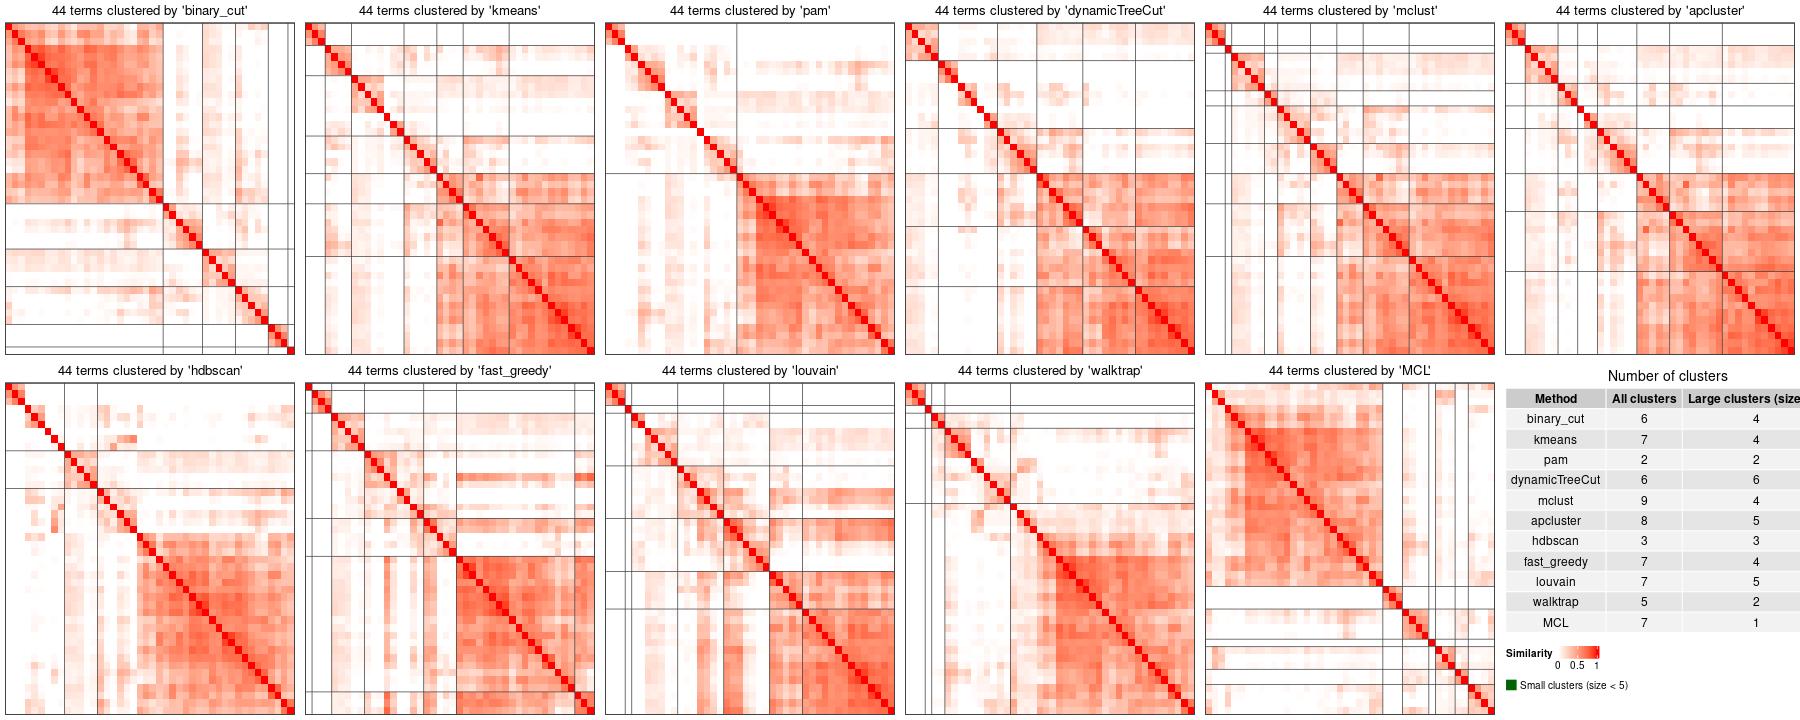 44 terms clustered by 'binary_cut'
44 terms clustered by 'kmeans'
44 terms clustered by 'pam'
44 terms clustered by 'dynamicTreeCut'
44 terms clustered by 'mclust'
44 terms clustered by 'apcluster'
44 terms clustered by 'hdbscan'
44 terms clustered by 'fast_greedy'
44 terms clustered by 'louvain'
44 terms clustered by 'walktrap'
44 terms clustered by 'MCL'
Number of clusters
Method All clusters Large clusters (size
binary_cut 6 4
kmeans 7 4
pam 2 2
dynamicTreeCut 6 6
mclust 9 4
apcluster 8 5
hdbscan 3 3
fast_greedy 7 4
louvain 7 5
walktrap 5 2
MCL 7 1
Similarity
0 0.5 1
Small clusters (size < 5)